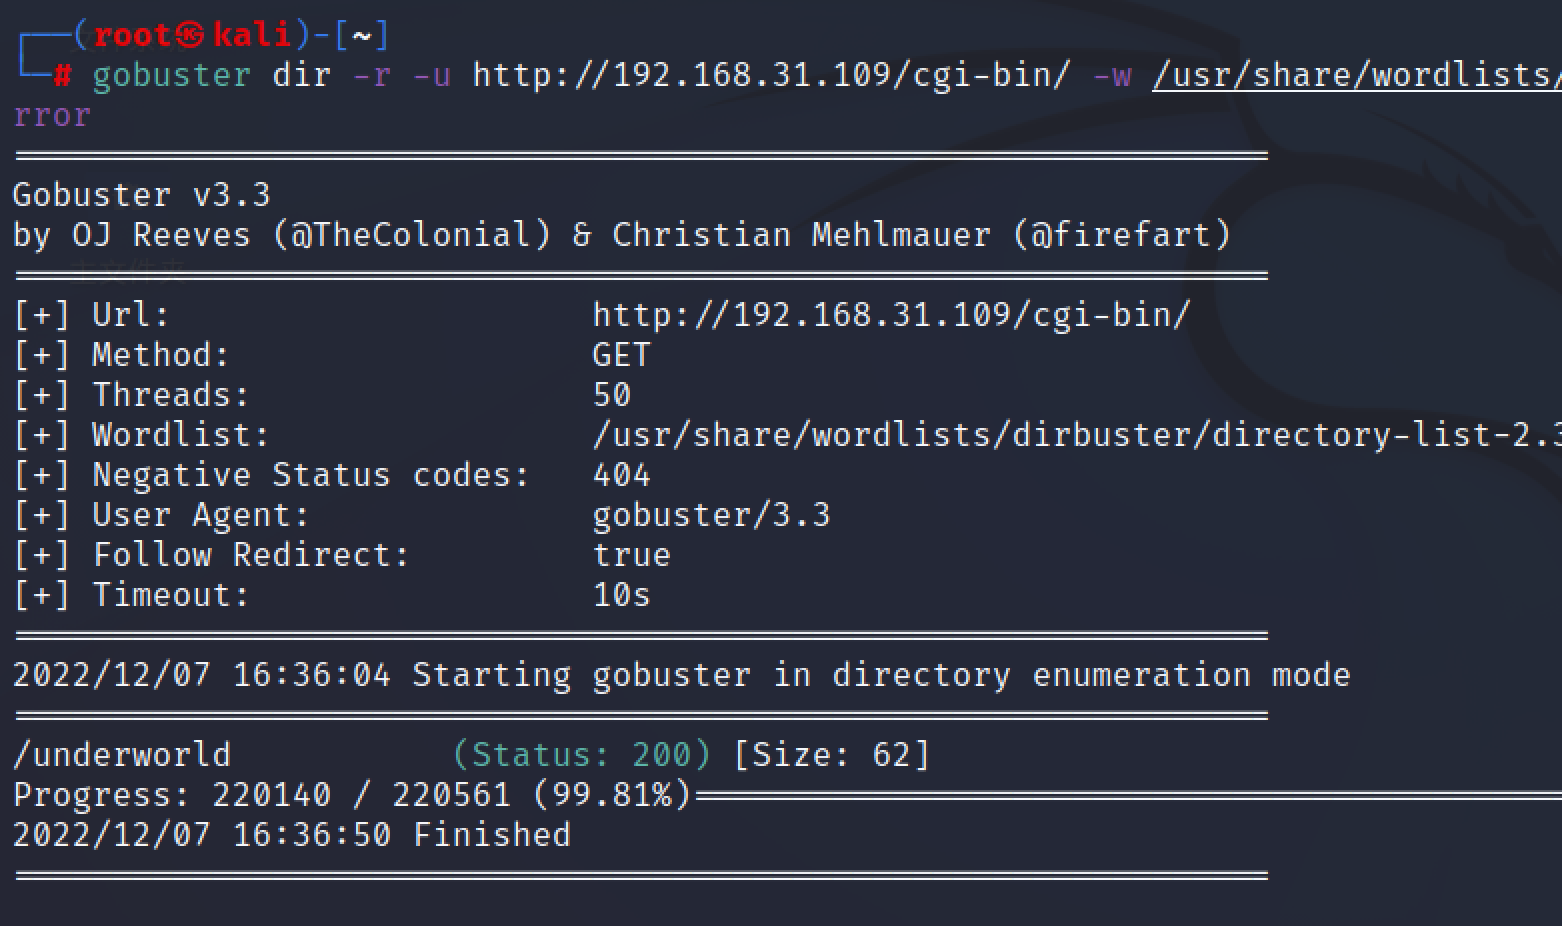 ┌──(root㉿kali)-[~]
└─# gobuster dir -r -u http://192.168.31.109/cgi-bin/ -w /usr/share/wordlists/
rror
===============================================================
Gobuster v3.3
by OJ Reeves (@TheColonial) & Christian Mehlmauer (@firefart)
===============================================================
[+] Url:                     http://192.168.31.109/cgi-bin/
[+] Method:                  GET
[+] Threads:                 50
[+] Wordlist:                /usr/share/wordlists/dirbuster/directory-list-2.3
[+] Negative Status codes:   404
[+] User Agent:              gobuster/3.3
[+] Follow Redirect:         true
[+] Timeout:                 10s
===============================================================
2022/12/07 16:36:04 Starting gobuster in directory enumeration mode
===============================================================
/underworld           (Status: 200) [Size: 62]
Progress: 220140 / 220561 (99.81%)============================================
2022/12/07 16:36:50 Finished
===============================================================